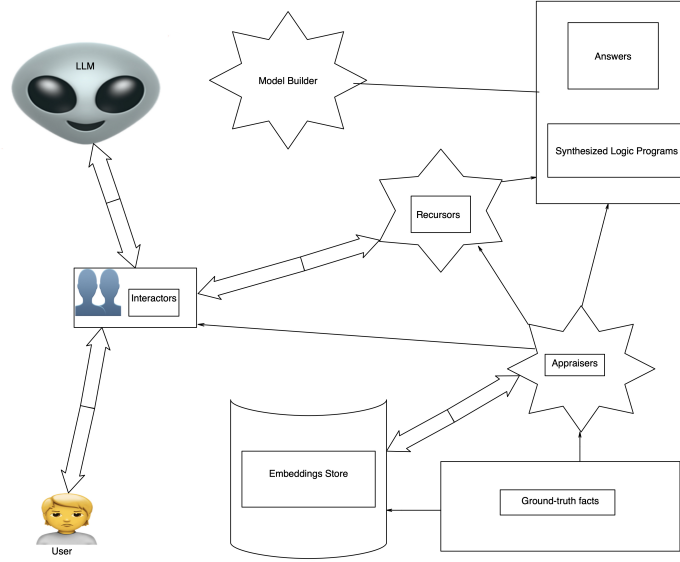 LLM
Model Builder
Answers
Synthesized Logic Programs
Recursors
Interactors
Appraisers
Embeddings Store
Ground-truth facts
User